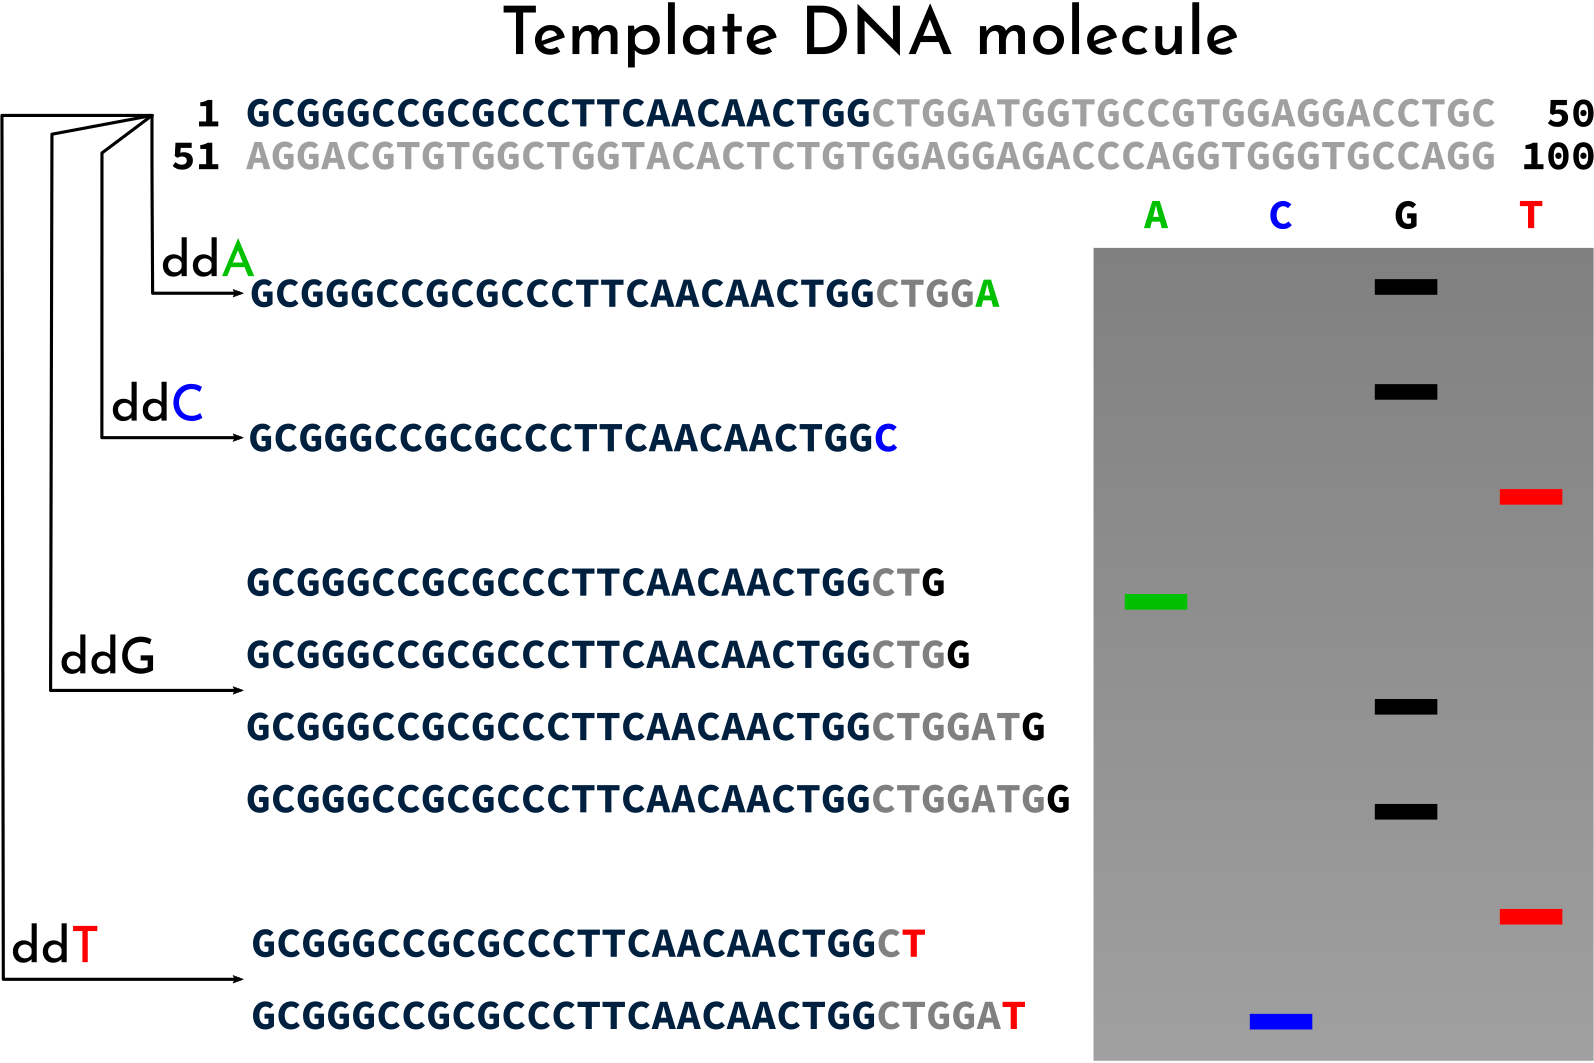 Template DNA molecule
1 GCGGGCCGCGCCCTTCAACAACTGGCTGGATGGTGCCGTGGAGGACCTGC 50
51 AGGACGTGTGGCTGGTACACTCTGTGGAGGAGACCCAGGTGGGTGCCAGG 100
A C G T
ddA
GCGGGCCGCGCCCTTCAACAACTGGCTGGA
ddC
GCGGGCCGCGCCCTTCAACAACTGGC
GCGGGCCGCGCCCTTCAACAACTGGCTG
ddG
GCGGGCCGCGCCCTTCAACAACTGGCTGG
GCGGGCCGCGCCCTTCAACAACTGGCTGGATG
GCGGGCCGCGCCCTTCAACAACTGGCTGGATGG
ddT
GCGGGCCGCGCCCTTCAACAACTGGCT
GCGGGCCGCGCCCTTCAACAACTGGCTGGAT